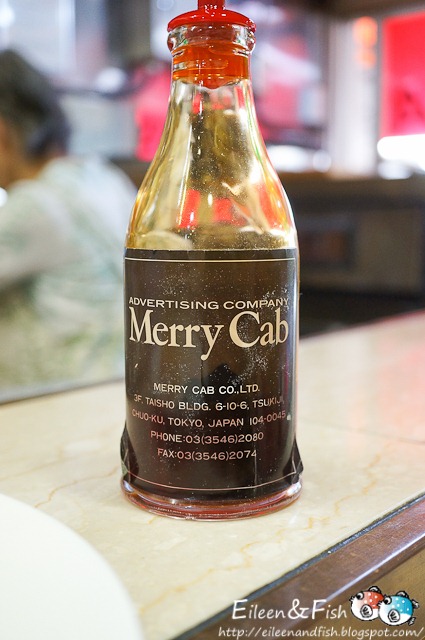 ADVERTISING COMPANY
Merry Cab
MERRY CAB CO.,LTD.
3F. TAISHO BLDG. 6-10-6, TSUKIJI,
CHUO-KU, TOKYO, JAPAN 104-0045
PHONE:03(3546)2080
FAX:03(3546)2074
Eileen&Fish
http://eileenandfish.blogspot.com/